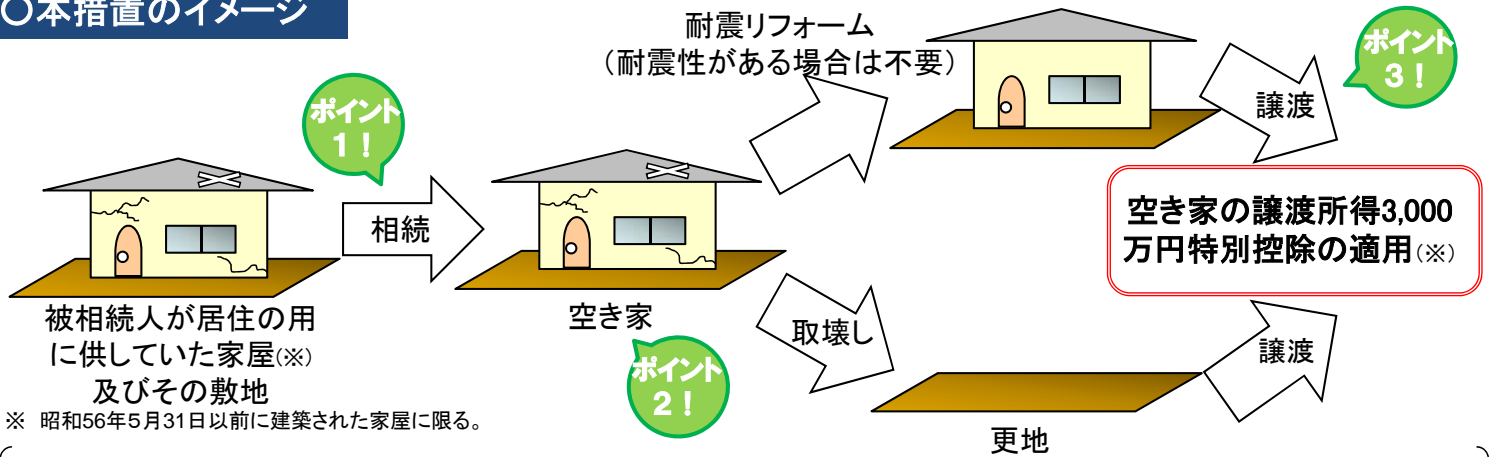 〇本措置のイメージ
耐震リフォーム
（耐震性がある場合は不要）
ポイント
1！
ポイント
3！
相続
譲渡
空き家の譲渡所得3,000
万円特別控除の適用（※）
被相続人が居住の用
に供していた家屋（※）
及びその敷地
※ 昭和56年5月31日以前に建築された家屋に限る。
空き家
ポイント
2！
取壊し
譲渡
更地